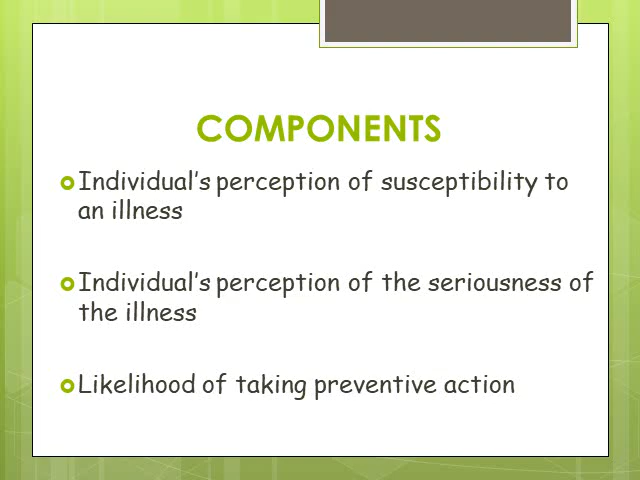 COMPONENTS
Individual's perception of susceptibility to
an illness
Individual's perception of the seriousness of
the illness
Likelihood of taking preventive action